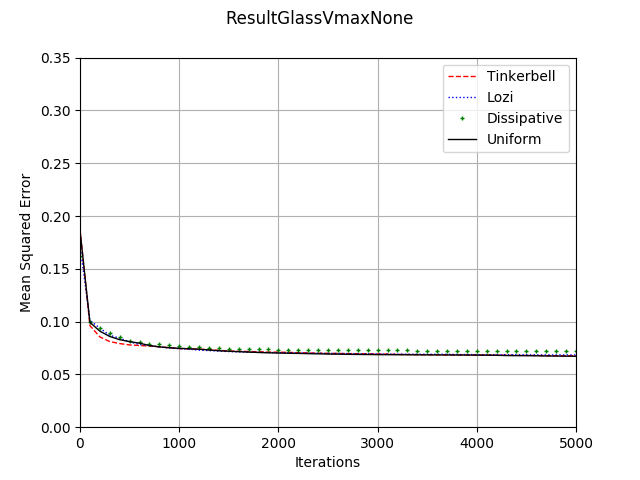 ResultGlassVmaxNone
0.35
0.30
0.25
0.20
0.15
0.10
0.05
0.00
Mean Squared Error
Tinkerbell
Lozi
Dissipative
Uniform
0 1000 2000 3000 4000 5000
Iterations